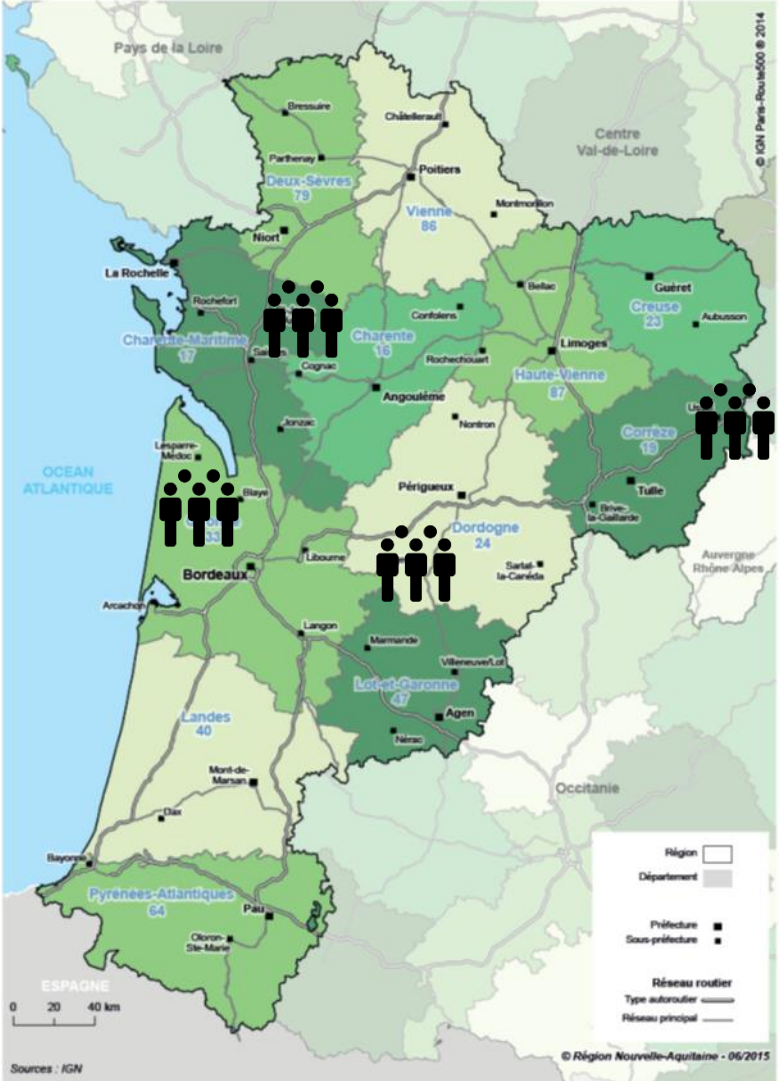 © IGN Paris-Route500 ® 2014
Pays de la Loire
Centre
Val-de-Loire
Bressuire
Châtellerault
Parthenay
Poitiers
Deux-Sèvres
79
Vienne
86
Montmorillon
Niort
La Rochelle
Bellac
Guéret
Creuse
23
Aubusson
Rochefort
Confolens
Charente
16
Limoges
Rochechouart
Haute-Vienne
87
17
Cognac
Angoulême
Jonzac
Nontron
Corrèze
19
Tulle
Brive-
la-Gaillarde
Lesparre-
Médoc
OCEAN
ATLANTIQUE
Blaye
33
Périgueux
Dordogne
24
Sarlat-
la-Canéda
Auvergne
Rhône Alpes
Libourne
Bordeaux
Arcachon
Langon
Marmande
Villeneuve/Lot
Lot-et-Garonne
47
Agen
Nérac
Landes
40
Mont-de-
Marsan
Dax
Occitanie
Bayonne
Pyrénées-Atlantiques
64
Pau
Oloron-
Ste-Marie
ESPAGNE
0 20 40 km
Région
Département
Préfecture
Sous-préfecture
Réseau routier
Type autoroutier
Réseau principal
© Région Nouvelle-Aquitaine - 06/2015
Sources : IGN